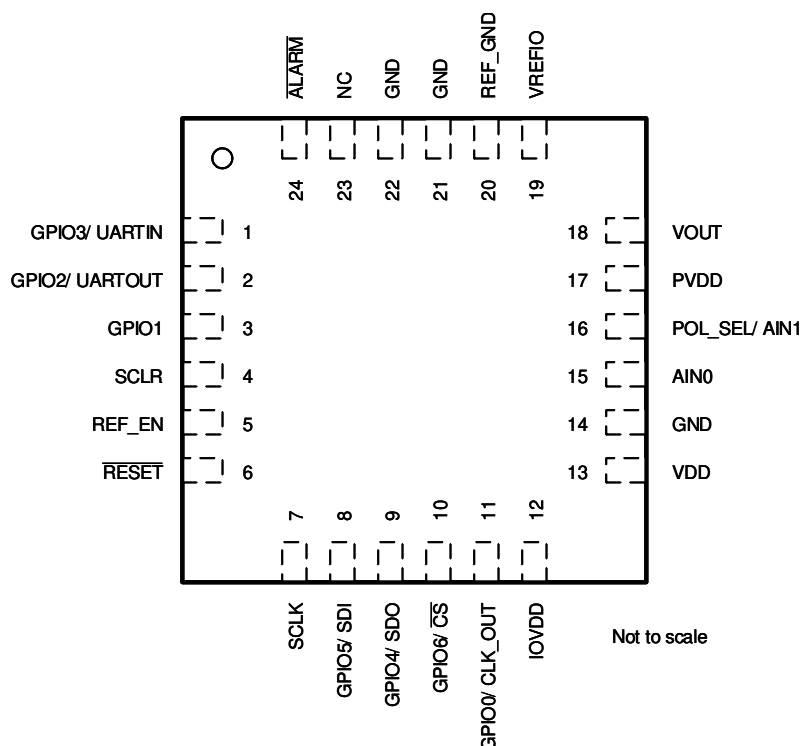 ALARM
NC
GND
GND
REF_GND
VREFIO
24
23
22
21
20
19
GPIO3/ UARTIN 1
GPIO2/ UARTOUT 2
GPIO1 3
SCLR 4
REF_EN 5
RESET 6
18 VOUT
17 PVDD
16 POL_SEL/ AIN1
15 AIN0
14 GND
13 VDD
7
8
9
10
11
12
SCLK
GPIO5/ SDI
GPIO4/ SDO
GPIO6/ CS
GPIO0/ CLK_OUT
IOVDD
Not to scale